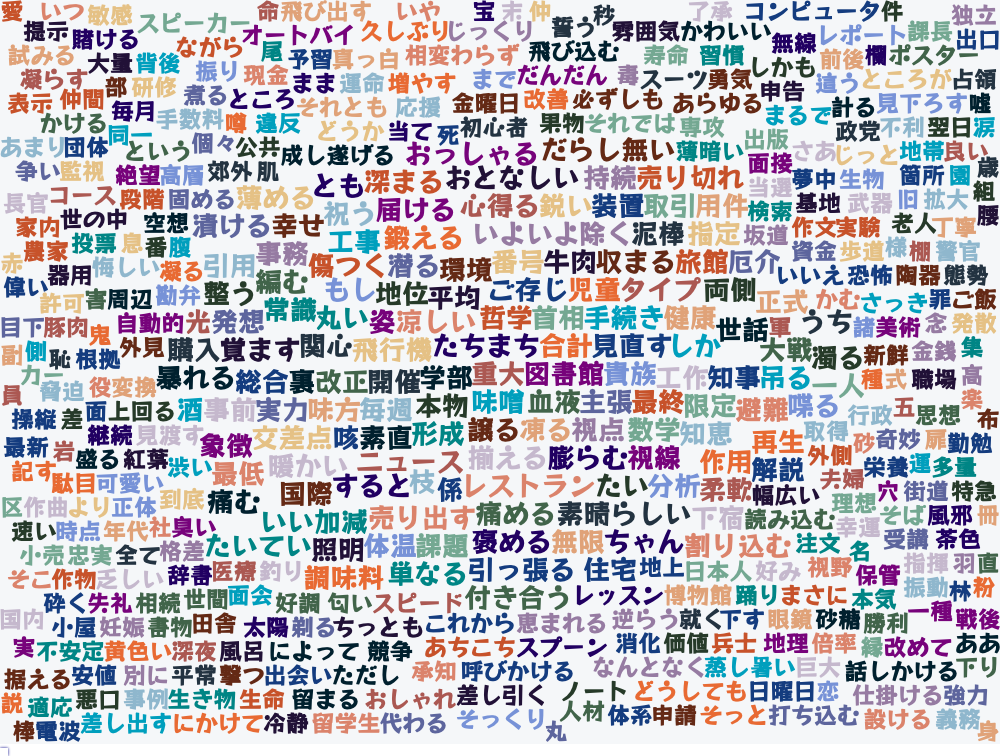 愛 いつ 敏感 スピーカー 命 飛び出す いや 宝 末 仲 誓う 秒 了承 コンピュータ 件 独立
提示 賭ける ながら オートバイ 久しぶり じっくり 雰囲気 かわいい 無線 レポート 課長 出口
試みる 大量 背後 尾 予習 真っ白 相変わらず 飛び込む 寿命 習慣 しかも 前後 欄 ポスター
凝らす 部 研修 振り 現金 まま 運命 増やす まで だんだん 毒 スーツ 勇気 申告 追う ところが 占領
表示 仲間 毎月 煮る ところ それとも 応援 金曜日 改善 必ずしも あらゆる まるで 計る 見下ろす 嘘
かける 同一 手数料 噂 違反 どうか 当て 死 初心者 果物 それでは 専攻 出版 政党 不利 翌日 涙
あまり 団体 という 個々 公共 成し遂げる おっしゃる だらし無い 薄暗い 面接 さあ じっと 地帯 良い
争い 監視 絶望 高層 郊外 肌 とも 深まる おとなしい 持続 売り切れ 当選 夢中 生物 箇所 園 歳
長官 コース 段階 固める 薄める 祝う 届ける 心得る 鋭い 装置 取引 用件 検索 基地 武器 旧 拡大 組 腰
家内 世の中 空想 漬ける 幸せ 工事 鍛える いよいよ 除く 泥棒 指定 坂道 作文 実験 老人 丁寧
赤 農家 投票 息 番 腹 事務 傷つく 潜る 環境 番号 牛肉 収まる 旅館 厄介 資金 歩道 様 棚 警官
偉い 器用 悔しい 凝る 引用 編む いいえ 恐怖 陶器 態勢
許可 害 周辺 勘弁 整う もし 地位 平均 ご存じ 児童 タイプ 両側 正式 かむ さっき 罪 ご飯
目下 豚肉 鬼 自動的 光 発想 常識 丸い 姿 涼しい 哲学 首相 手続き 健康 世話 軍 うち 諸 美術 念 発散
副 側 恥 根拠 外見 購入 覚ます 関心 飛行機 たちまち 合計 見直す しか 大戦 濁る 新鮮 金銭 集
員 カー 脅迫 役 変換 暴れる 総合 裏 改正 開催 学部 重大 図書館 貴族 工作 知事 吊る 一人 種 式 職場 高
操縦 差 面 上回る 酒 事前 実力 味方 毎週 本物 味噌 血液 主張 最終 限定 避難 喋る 行政 五 思想 楽 布
最新 岩 継続 見渡す 象徴 交差点 咳 素直 形成 譲る 凍る 視点 数学 知恵 再生 取得 砂 奇妙 扉 勤勉
記す 駄目 盛る 紅葉 渋い 最低 暖かい ニュース 揃える 膨らむ 視線 作用 解説 外側 栄養 運 多量
可愛い 到底 痛む 国際 すると 枝 係 レストラン たい 分析 柔軟 幅広い 夫婦 穴 街道 特急
区 作曲 より 正体 いい加減 売り出す 痛める 素晴らしい 下宿 読み込む 理想 幸運 そば 風邪 冊
速い 時点 年代 社 臭い たいてい 照明 体温 課題 褒める 無限 ちゃん 割り込む 注文 名 受講 茶色
小売 忠実 全て 格差 医療 釣り 調味料 単なる 引っ張る 住宅 地上 日本人 好み 視野 保管 指揮 羽 直
そこ 作物 乏しい 辞書 面会 好調 匂い スピード 付き合う レッスン 博物館 踊り まさに 本気 振動 林 粉
砕く 失礼 相続 世間 一種 戦後
国内 小屋 妊娠 書物 田舎 太陽 剃る ちっとも これから 恵まれる 逆らう 就く 下す 眼鏡 砂糖 勝利
実 不安定 黄色い 深夜 風呂 によって 競争 あちこち スプーン 消化 価値 兵士 地理 倍率 縁 改めて ああ
据える 安値 別に 平常 撃つ 出会い ただし 承知 呼びかける なんとなく 蒸し暑い 巨大 話しかける 下り
説 適応 悪口 事例 生き物 生命 留まる おしゃれ 差し引く ノート どうしても 日曜日 恋 仕掛ける 強力
棒 電波 差し出す にかけて 冷静 留学生 代わる そっくり 丸 人材 体系 申請 そっと 打ち込む 設ける 義務 身